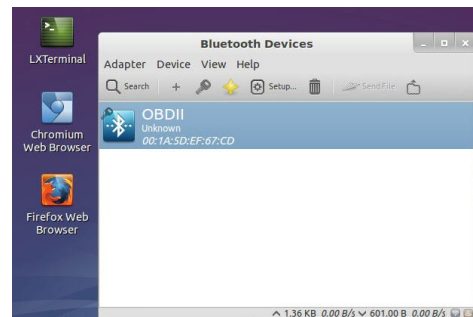 LXTerminal
Chromium
Web Browser
Firefox Web
Browser
Bluetooth Devices
Adapter Device View Help
Search + Setup... Send File
OBDII
Unknown
00:1A:5D:EF:67:CD
1.36 KB 0.00 B/s 601.00 B 0.00 B/s